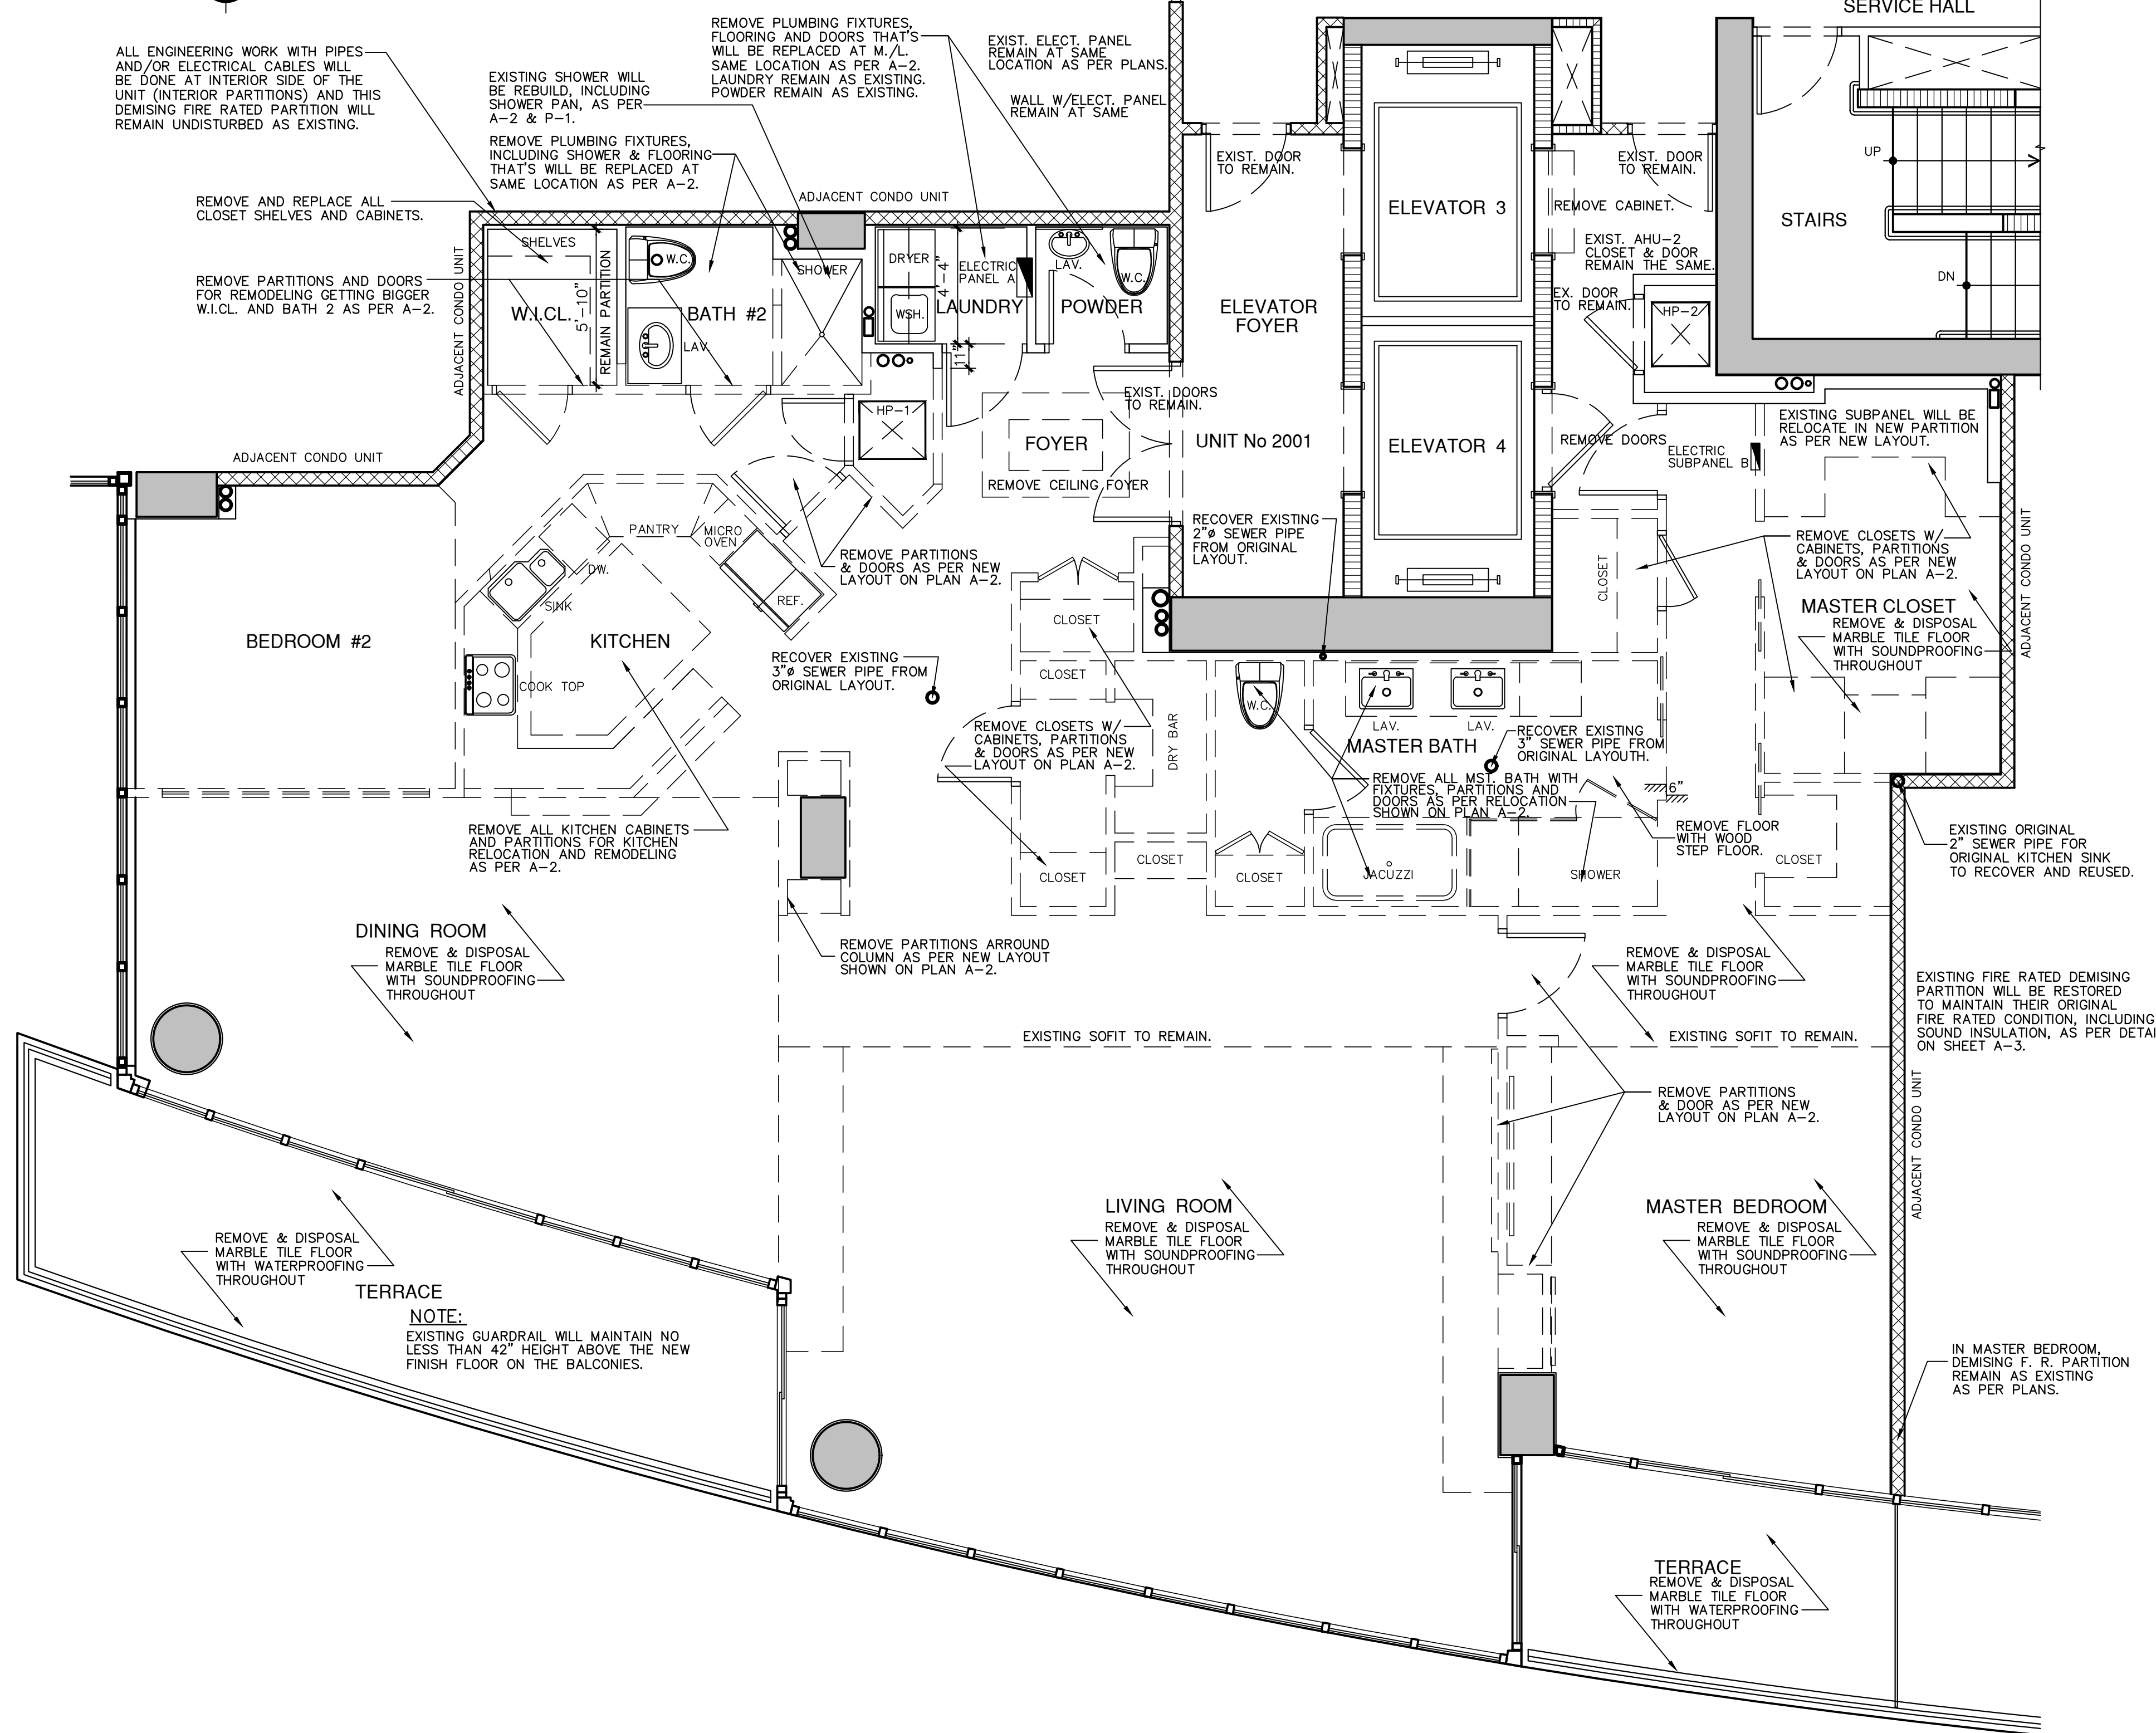 SERVICE HALL
ALL ENGINEERING WORK WITH PIPES
AND/OR ELECTRICAL CABLES WILL
BE DONE AT INTERIOR SIDE OF THE
UNIT (INTERIOR PARTITIONS) AND THIS
DEMISING FIRE RATED PARTITION WILL
REMAIN UNDISTURBED AS EXISTING.
EXISTING SHOWER WILL
BE REBUILD, INCLUDING
SHOWER PAN, AS PER
A-2 & P-1.
REMOVE PLUMBING FIXTURES,
INCLUDING SHOWER & FLOORING
THAT'S WILL BE REPLACED AT
SAME LOCATION AS PER A-2.
REMOVE PLUMBING FIXTURES,
FLOORING AND DOORS THAT'S
WILL BE REPLACED AT M./L.
SAME LOCATION AS PER A-2.
LAUNDRY REMAIN AS EXISTING.
POWDER REMAIN AS EXISTING.
EXIST. ELECT. PANEL
REMAIN AT SAME
LOCATION AS PER PLANS.
WALL W/ELECT. PANEL
REMAIN AT SAME
REMOVE AND REPLACE ALL
CLOSET SHELVES AND CABINETS.
REMOVE PARTITIONS AND DOORS
FOR REMODELING GETTING BIGGER
W.I.CL. AND BATH 2 AS PER A-2.
ADJACENT CONDO UNIT
ADJACENT CONDO UNIT
ADJACENT CONDO UNIT
SHELVES
W.I.CL.
5'-10"
REMAIN PARTITION
W.C.
BATH #2
LAV.
SHOWER
DRYER
WSH.
4'-4"
11"
ELECTRIC
PANEL A
LAUNDRY
LAV.
W.C.
POWDER
EXIST. DOOR
TO REMAIN.
ELEVATOR
FOYER
ELEVATOR 3
ELEVATOR 4
EXIST. DOOR
TO REMAIN.
REMOVE CABINET.
EXIST. AHU-2
CLOSET & DOOR
REMAIN THE SAME.
EX. DOOR
TO REMAIN.
HP-2
STAIRS
UP
DN
HP-1
EXIST. DOORS
TO REMAIN.
FOYER
REMOVE CEILING FOYER
UNIT No 2001
REMOVE DOORS
ELECTRIC
SUBPANEL B
EXISTING SUBPANEL WILL BE
RELOCATE IN NEW PARTITION
AS PER NEW LAYOUT.
RECOVER EXISTING
2"ø SEWER PIPE
FROM ORIGINAL
LAYOUT.
REMOVE CLOSETS W/
CABINETS, PARTITIONS
& DOORS AS PER NEW
LAYOUT ON PLAN A-2.
CLOSET
MASTER CLOSET
REMOVE & DISPOSAL
MARBLE TILE FLOOR
WITH SOUNDPROOFING
THROUGHOUT
ADJACENT CONDO UNIT
PANTRY
MICRO
OVEN
DW.
SINK
REF.
BEDROOM #2
KITCHEN
COOK TOP
REMOVE PARTITIONS
& DOORS AS PER NEW
LAYOUT ON PLAN A-2.
RECOVER EXISTING
3"ø SEWER PIPE FROM
ORIGINAL LAYOUT.
CLOSET
CLOSET
REMOVE CLOSETS W/
CABINETS, PARTITIONS
& DOORS AS PER NEW
LAYOUT ON PLAN A-2.
DRY BAR
CLOSET
CLOSET
CLOSET
W.C.
LAV.
LAV.
MASTER BATH
RECOVER EXISTING
3" SEWER PIPE FROM
ORIGINAL LAYOUTH.
REMOVE ALL MST. BATH WITH
FIXTURES, PARTITIONS AND
DOORS AS PER RELOCATION
SHOWN ON PLAN A-2.
6"
JACUZZI
SHOWER
REMOVE FLOOR
WITH WOOD
STEP FLOOR.
CLOSET
EXISTING ORIGINAL
2" SEWER PIPE FOR
ORIGINAL KITCHEN SINK
TO RECOVER AND REUSED.
REMOVE ALL KITCHEN CABINETS
AND PARTITIONS FOR KITCHEN
RELOCATION AND REMODELING
AS PER A-2.
DINING ROOM
REMOVE & DISPOSAL
MARBLE TILE FLOOR
WITH SOUNDPROOFING
THROUGHOUT
REMOVE PARTITIONS ARROUND
COLUMN AS PER NEW LAYOUT
SHOWN ON PLAN A-2.
REMOVE & DISPOSAL
MARBLE TILE FLOOR
WITH SOUNDPROOFING
THROUGHOUT
EXISTING FIRE RATED DEMISING
PARTITION WILL BE RESTORED
TO MAINTAIN THEIR ORIGINAL
FIRE RATED CONDITION, INCLUDING
SOUND INSULATION, AS PER DETAI
ON SHEET A-3.
EXISTING SOFIT TO REMAIN.
EXISTING SOFIT TO REMAIN.
REMOVE PARTITIONS
& DOOR AS PER NEW
LAYOUT ON PLAN A-2.
ADJACENT CONDO UNIT
LIVING ROOM
REMOVE & DISPOSAL
MARBLE TILE FLOOR
WITH SOUNDPROOFING
THROUGHOUT
MASTER BEDROOM
REMOVE & DISPOSAL
MARBLE TILE FLOOR
WITH SOUNDPROOFING
THROUGHOUT
REMOVE & DISPOSAL
MARBLE TILE FLOOR
WITH WATERPROOFING
THROUGHOUT
TERRACE
NOTE:
EXISTING GUARDRAIL WILL MAINTAIN NO
LESS THAN 42" HEIGHT ABOVE THE NEW
FINISH FLOOR ON THE BALCONIES.
IN MASTER BEDROOM,
DEMISING F. R. PARTITION
REMAIN AS EXISTING
AS PER PLANS.
TERRACE
REMOVE & DISPOSAL
MARBLE TILE FLOOR
WITH WATERPROOFING
THROUGHOUT